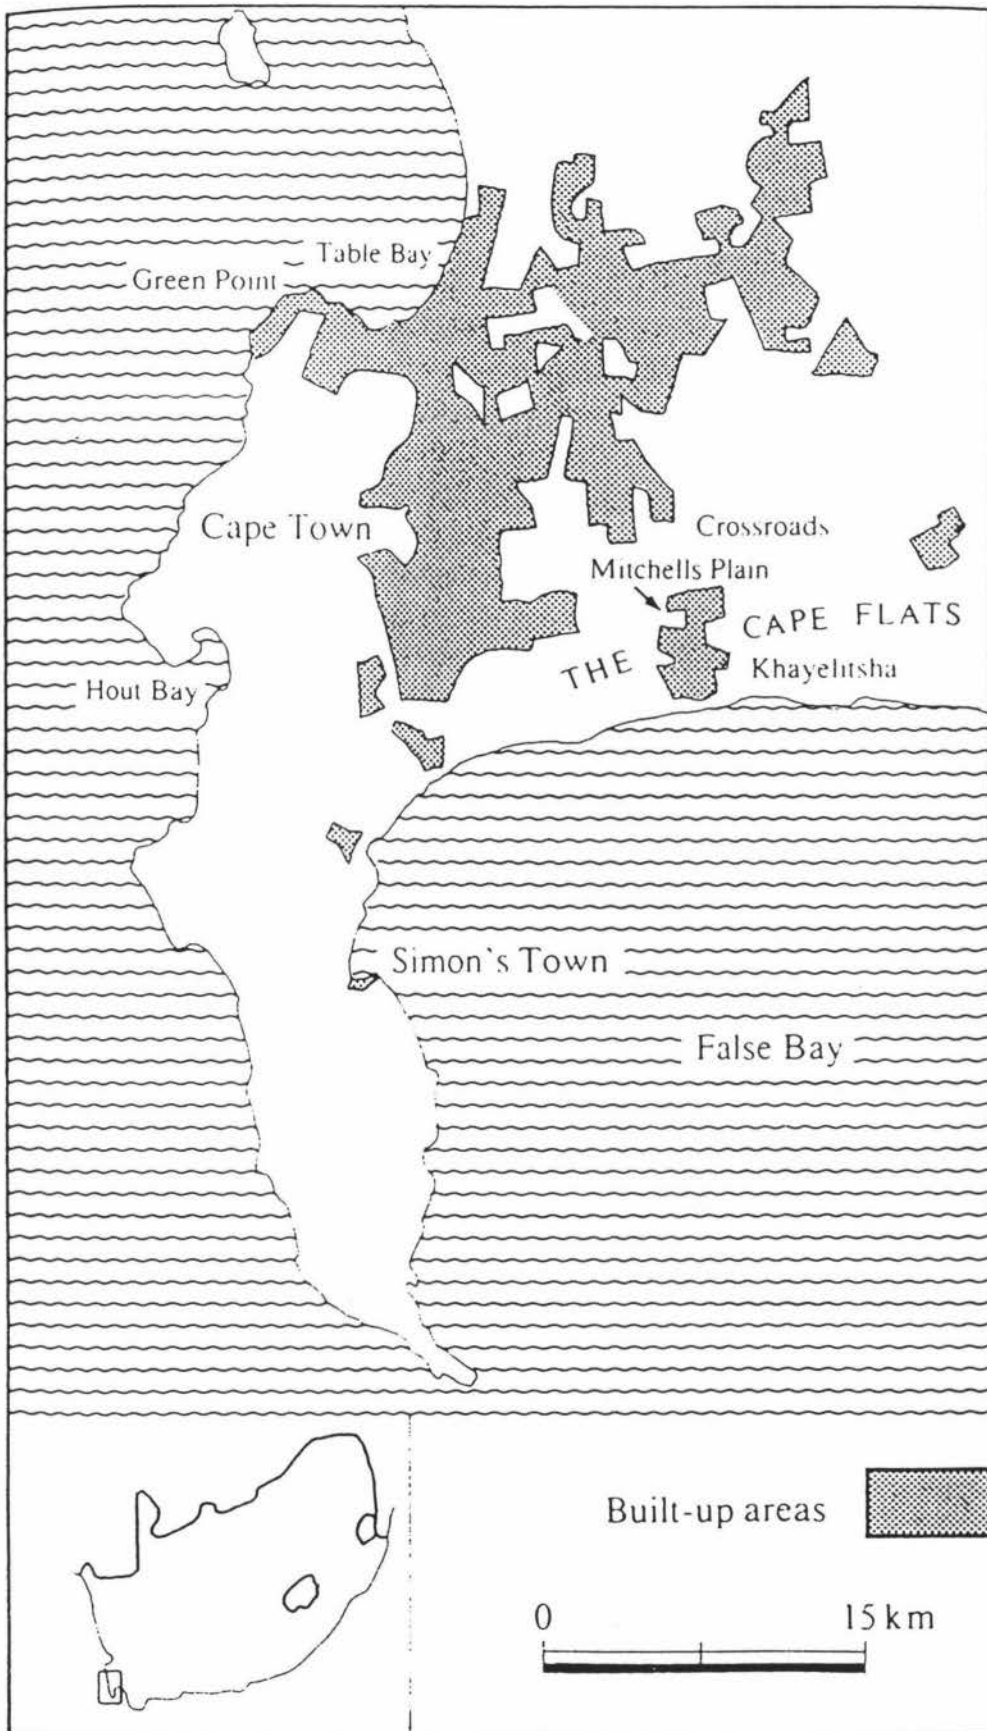 Table Bay
Green Point
Cape Town
Crossroads
Mitchells Plain
THE CAPE FLATS
Khayelitsha
Hout Bay
Simon's Town
False Bay
Built-up areas
0 15 km